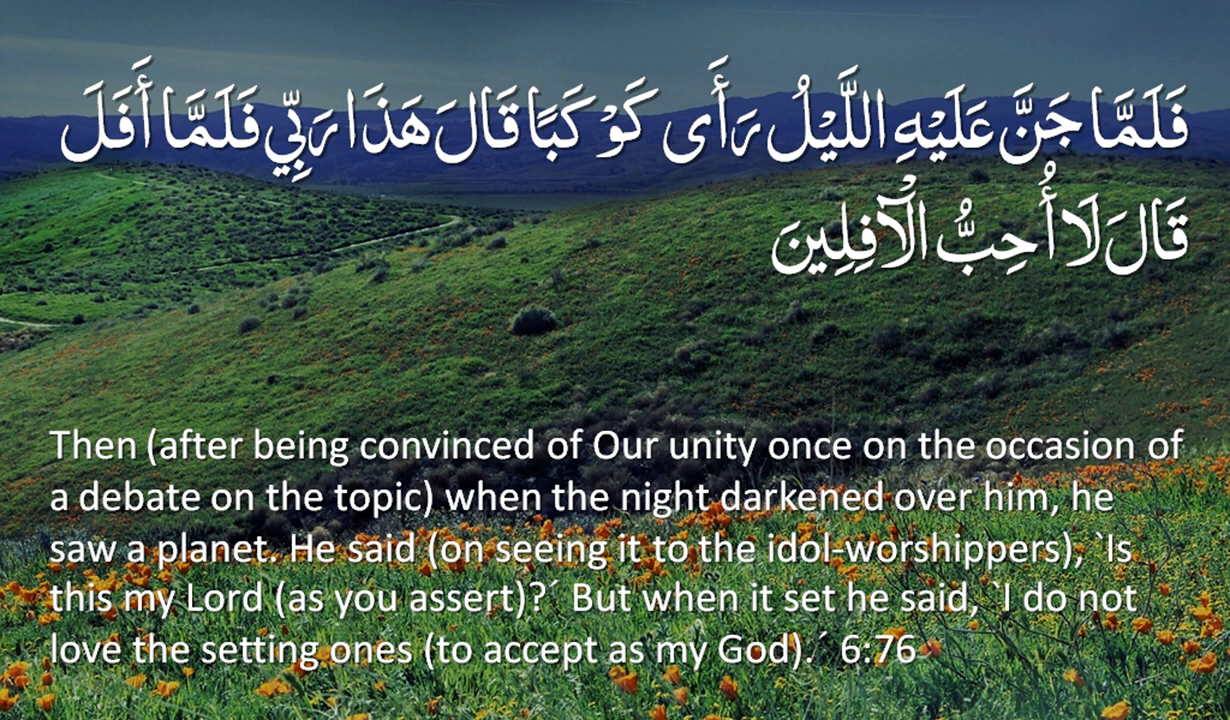 فَلَمَّا جَنَّ عَلَيْهِ اللَّيْلُ رَأَى كَوْكَبًا قَالَ هَذَا رَبِّي فَلَمَّا أَفَلَ
قَالَ لَا أُحِبُّ الْآفِلِينَ
Then (after being convinced of Our unity once on the occasion of
a debate on the topic) when the night darkened over him, he
saw a planet. He said (on seeing it to the idol-worshippers), `Is
this my Lord (as you assert)?´ But when it set he said, `I do not
love the setting ones (to accept as my God).´ 6:76